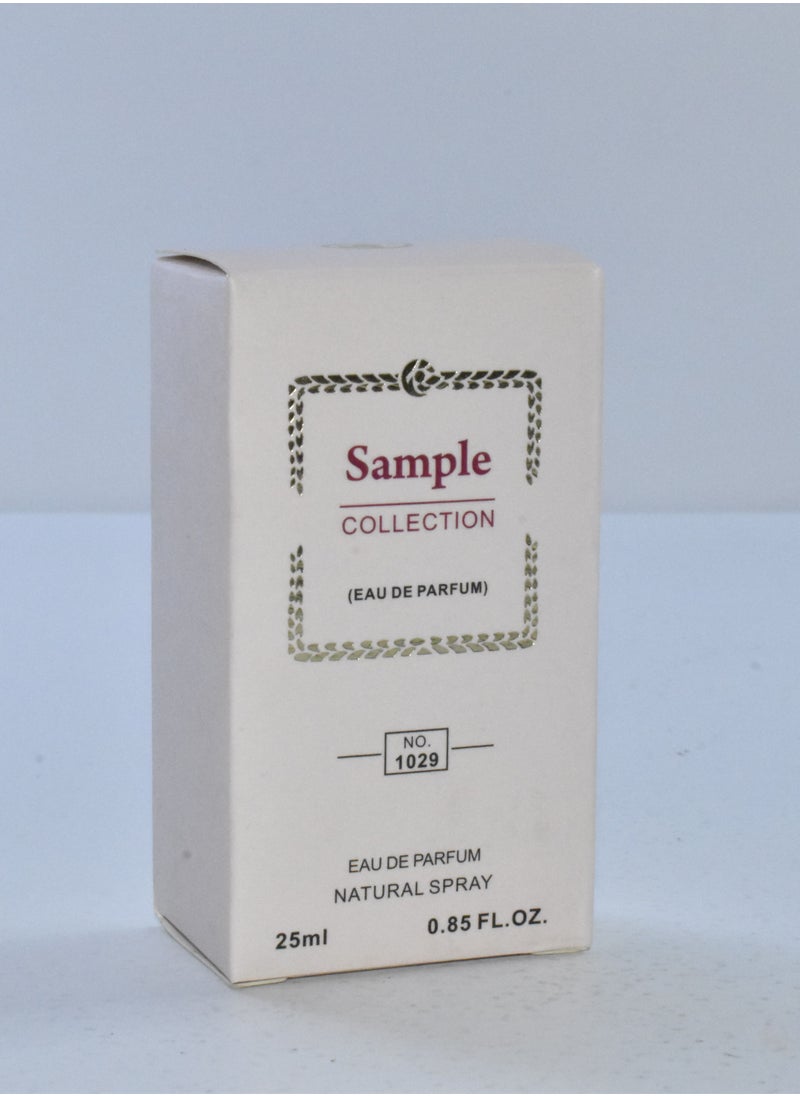 Sample
COLLECTION
(EAU DE PARFUM)
NO.
1029
EAU DE PARFUM
NATURAL SPRAY
25ml 0.85 FL.OZ.